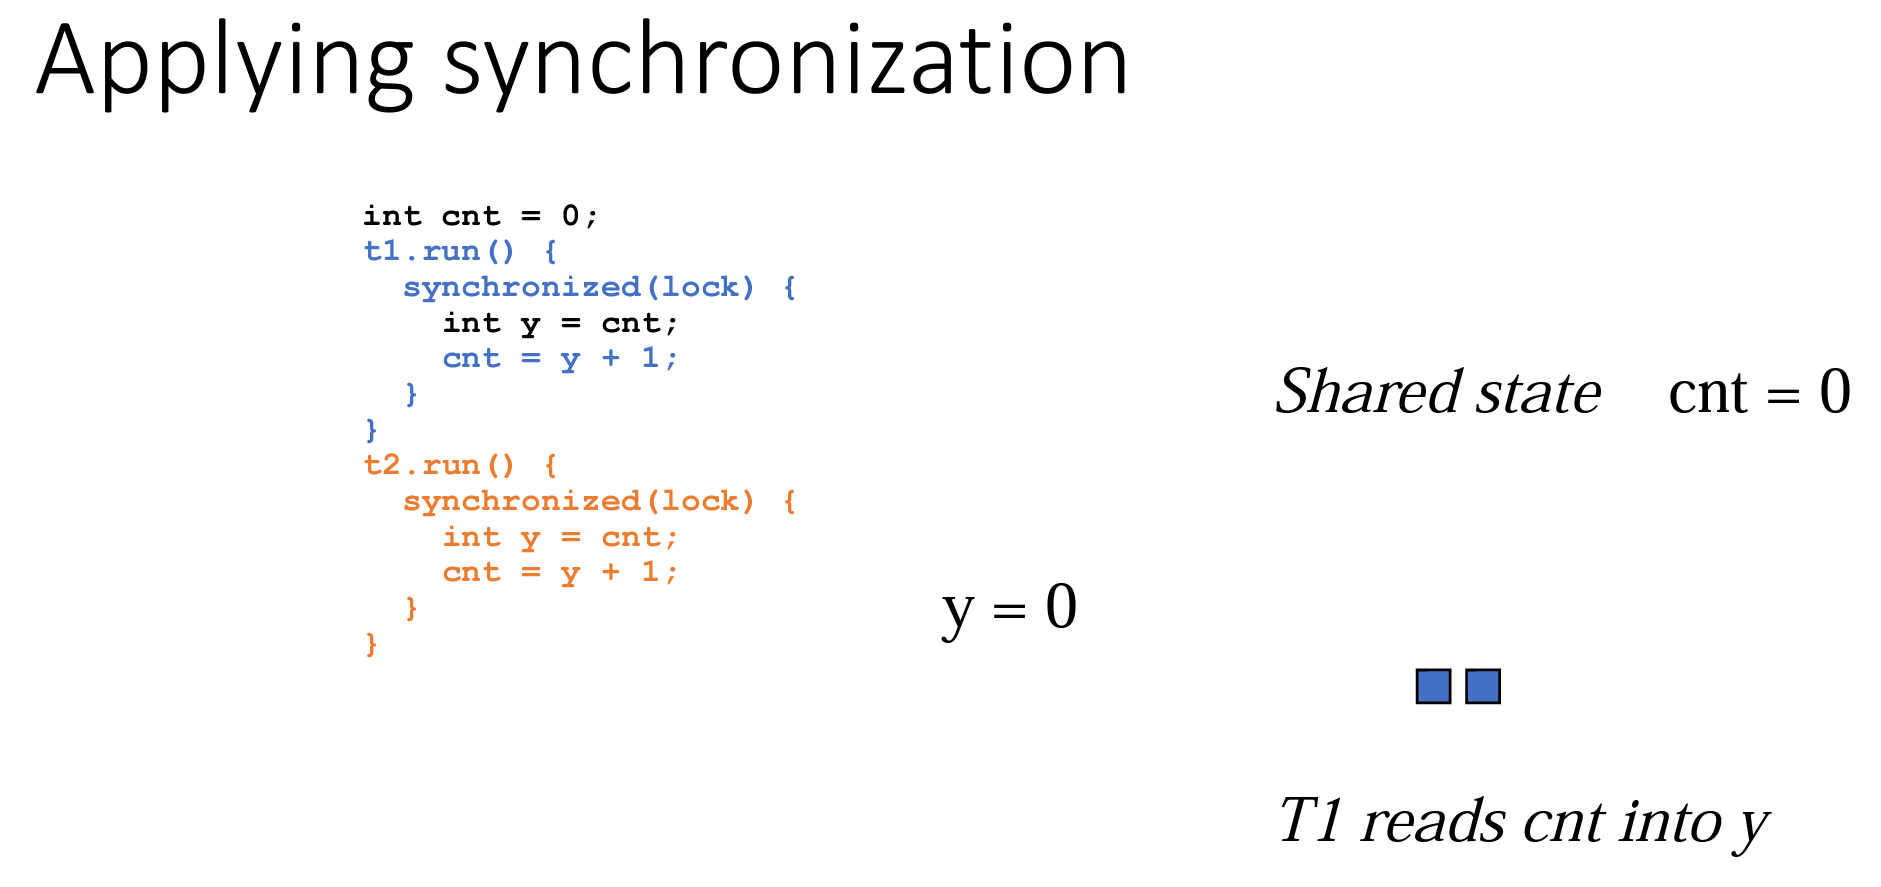 Applying synchronization
int cnt = 0;
t1.run() {
  synchronized(lock) {
    int y = cnt;
    cnt = y + 1;
  }
}
t2.run() {
  synchronized(lock) {
    int y = cnt;
    cnt = y + 1;
  }
}
Shared state cnt = 0
y = 0
T1 reads cnt into y